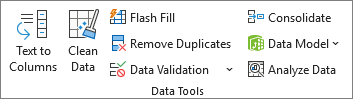 Text to
Columns
Clean
Data
Flash Fill
Remove Duplicates
Data Validation
Consolidate
Data Model
Analyze Data
Data Tools